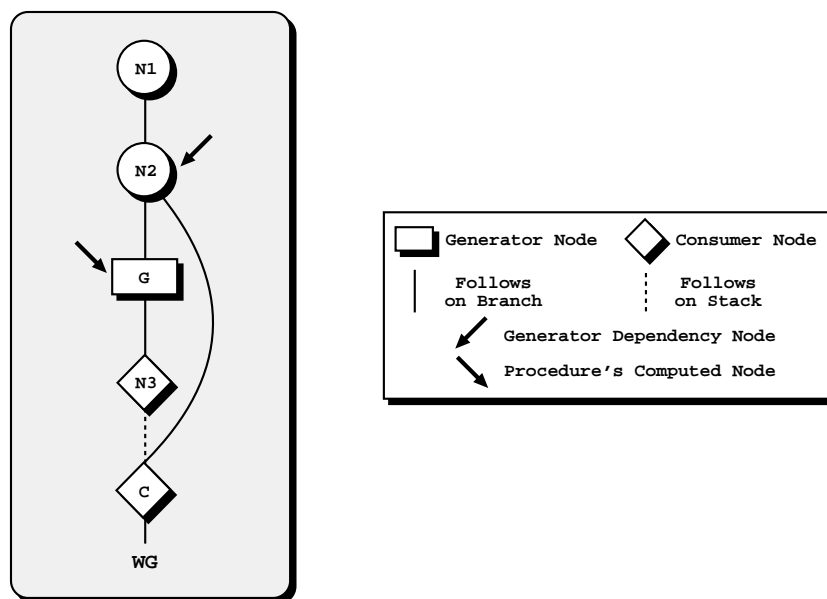 N1
N2
G
N3
C
WG
Generator Node
Consumer Node
Follows
on Branch
Follows
on Stack
Generator Dependency Node
Procedure's Computed Node